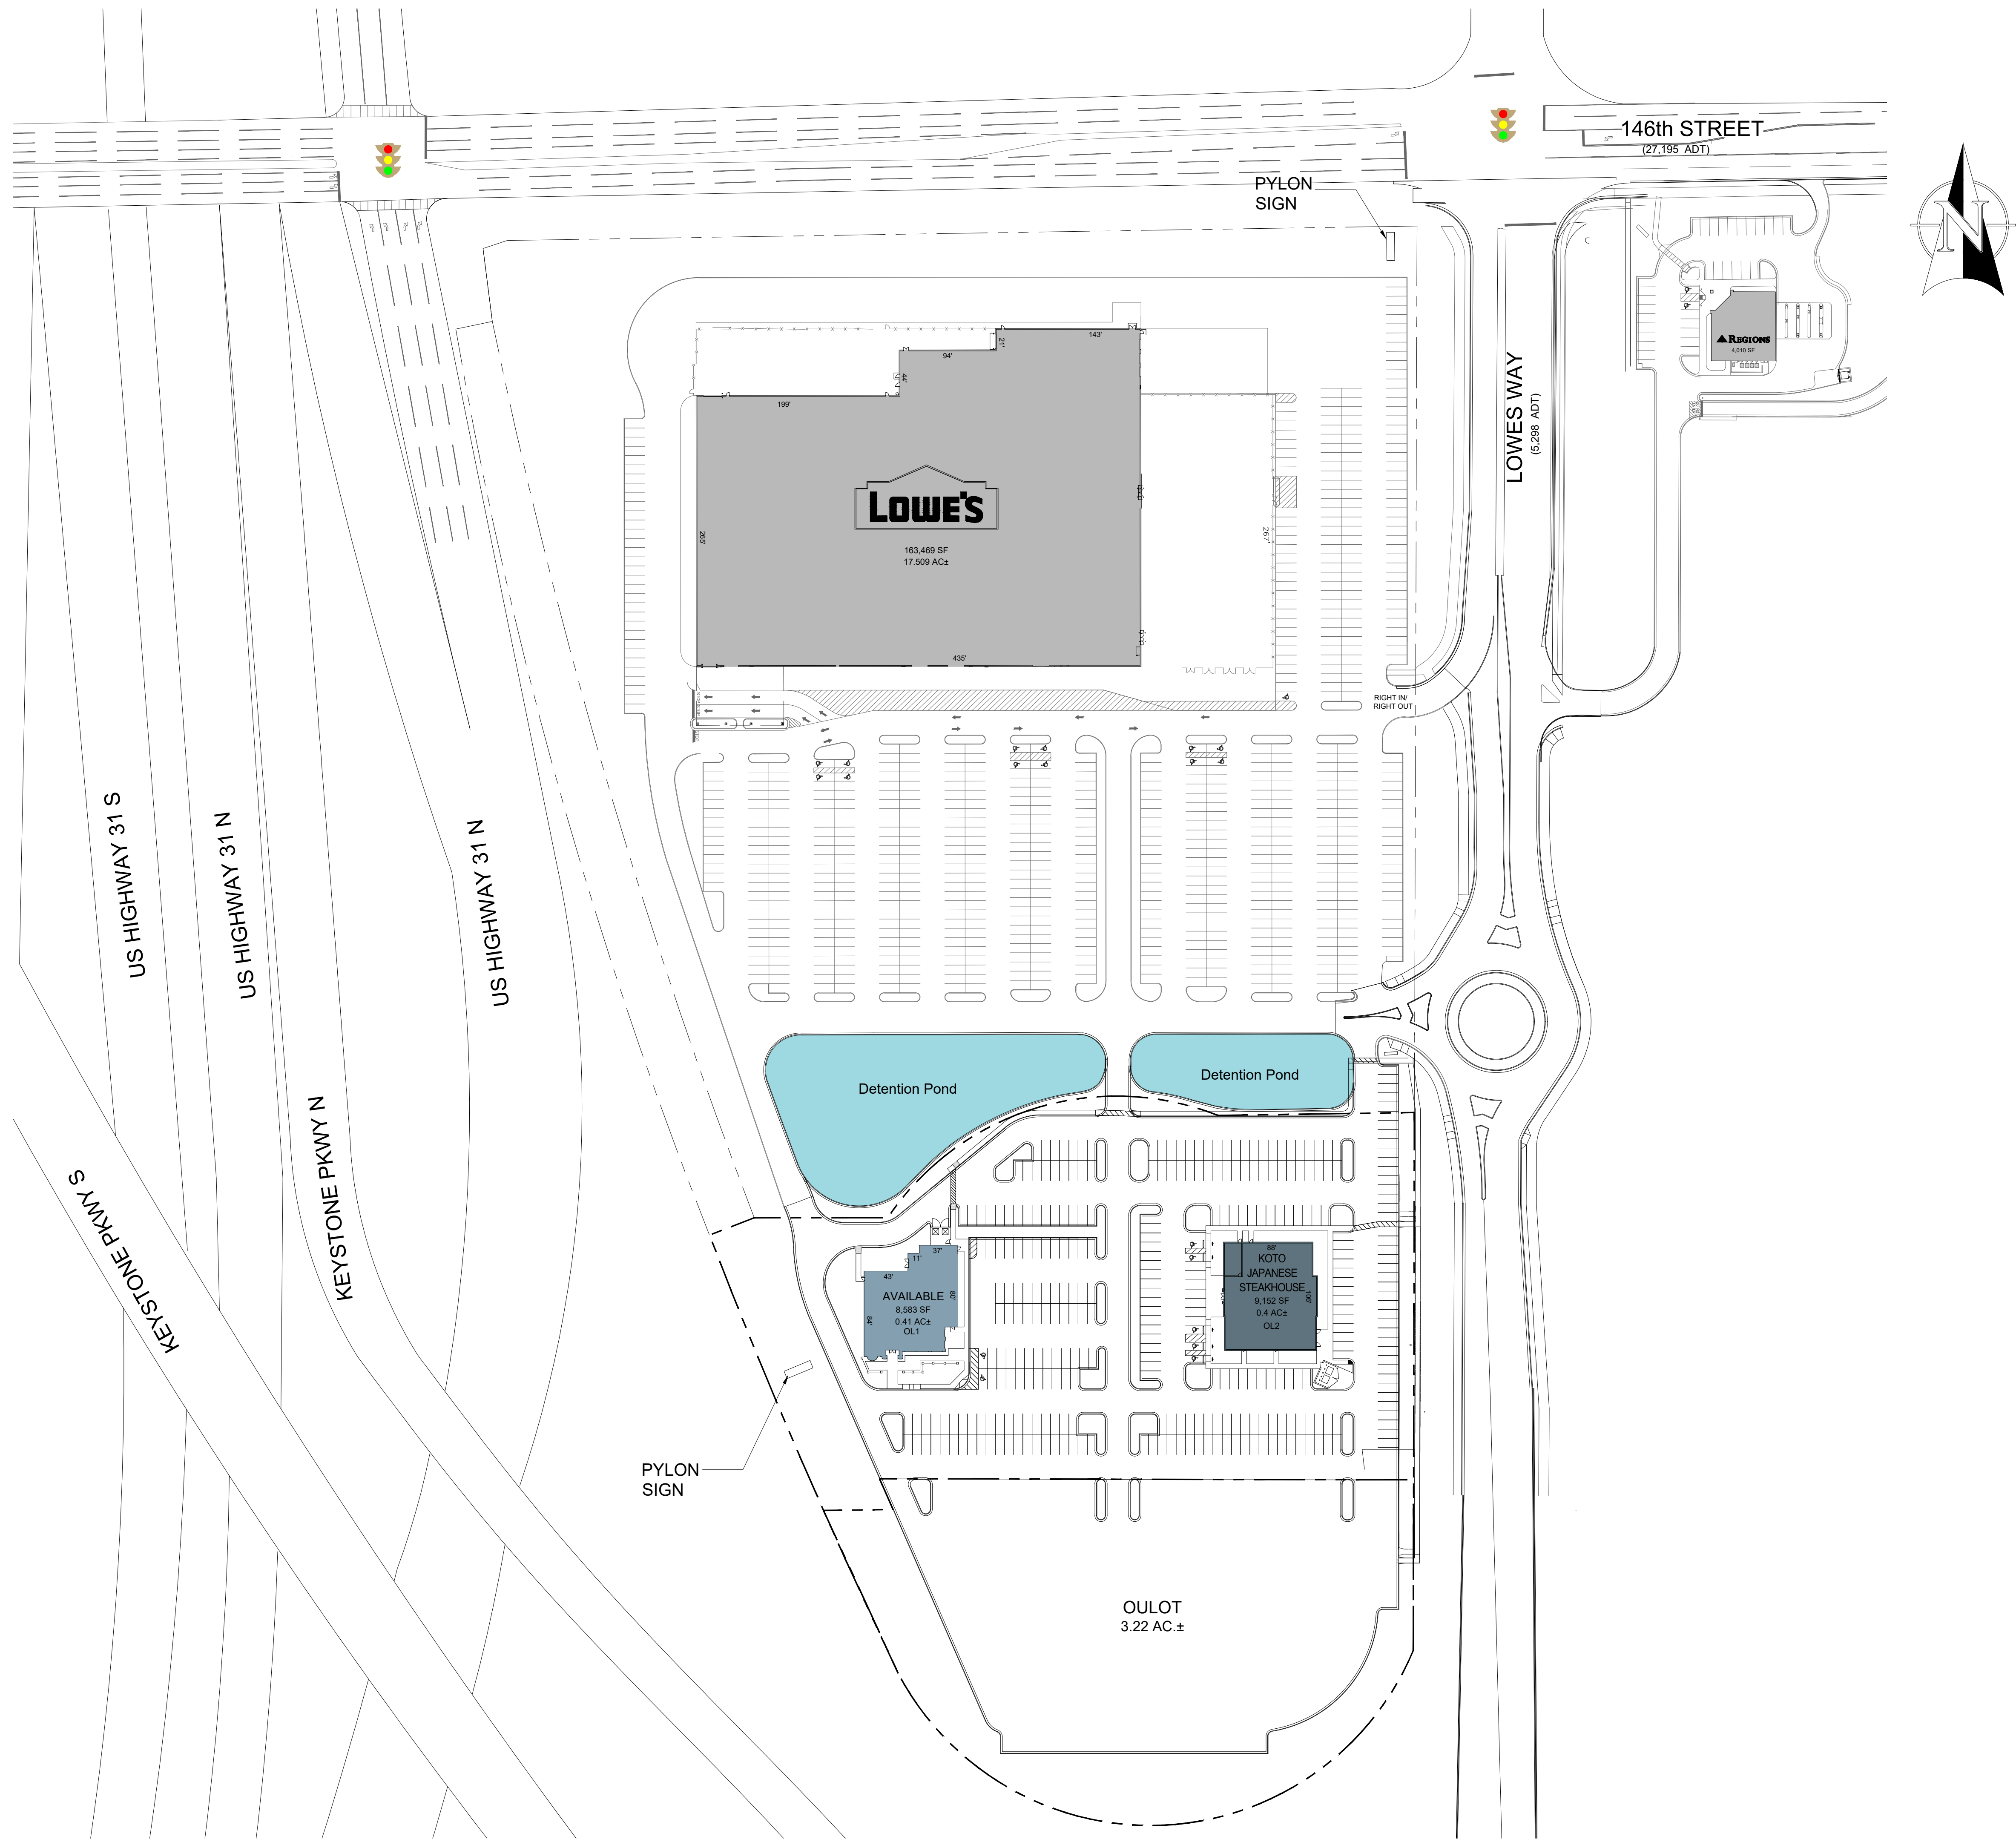 146th STREET
(27,195 ADT)
PYLON
SIGN
N
REGIONS
4,010 SF
LOWES WAY
(5,298 ADT)
143'
21'
94'
44'
199'
LOWE'S
163,469 SF
17.509 AC±
265'
267'
435'
RIGHT IN/
RIGHT OUT
US HIGHWAY 31 S
US HIGHWAY 31 N
US HIGHWAY 31 N
KEYSTONE PKWY N
KEYSTONE PKWY S
Detention Pond
Detention Pond
37'
11'
43'
AVAILABLE
8,583 SF
0.41 AC±
OL1
80'
84'
88'
KOTO
JAPANESE
STEAKHOUSE
9,152 SF
0.4 AC±
OL2
106'
PYLON
SIGN
OULOT
3.22 AC.±